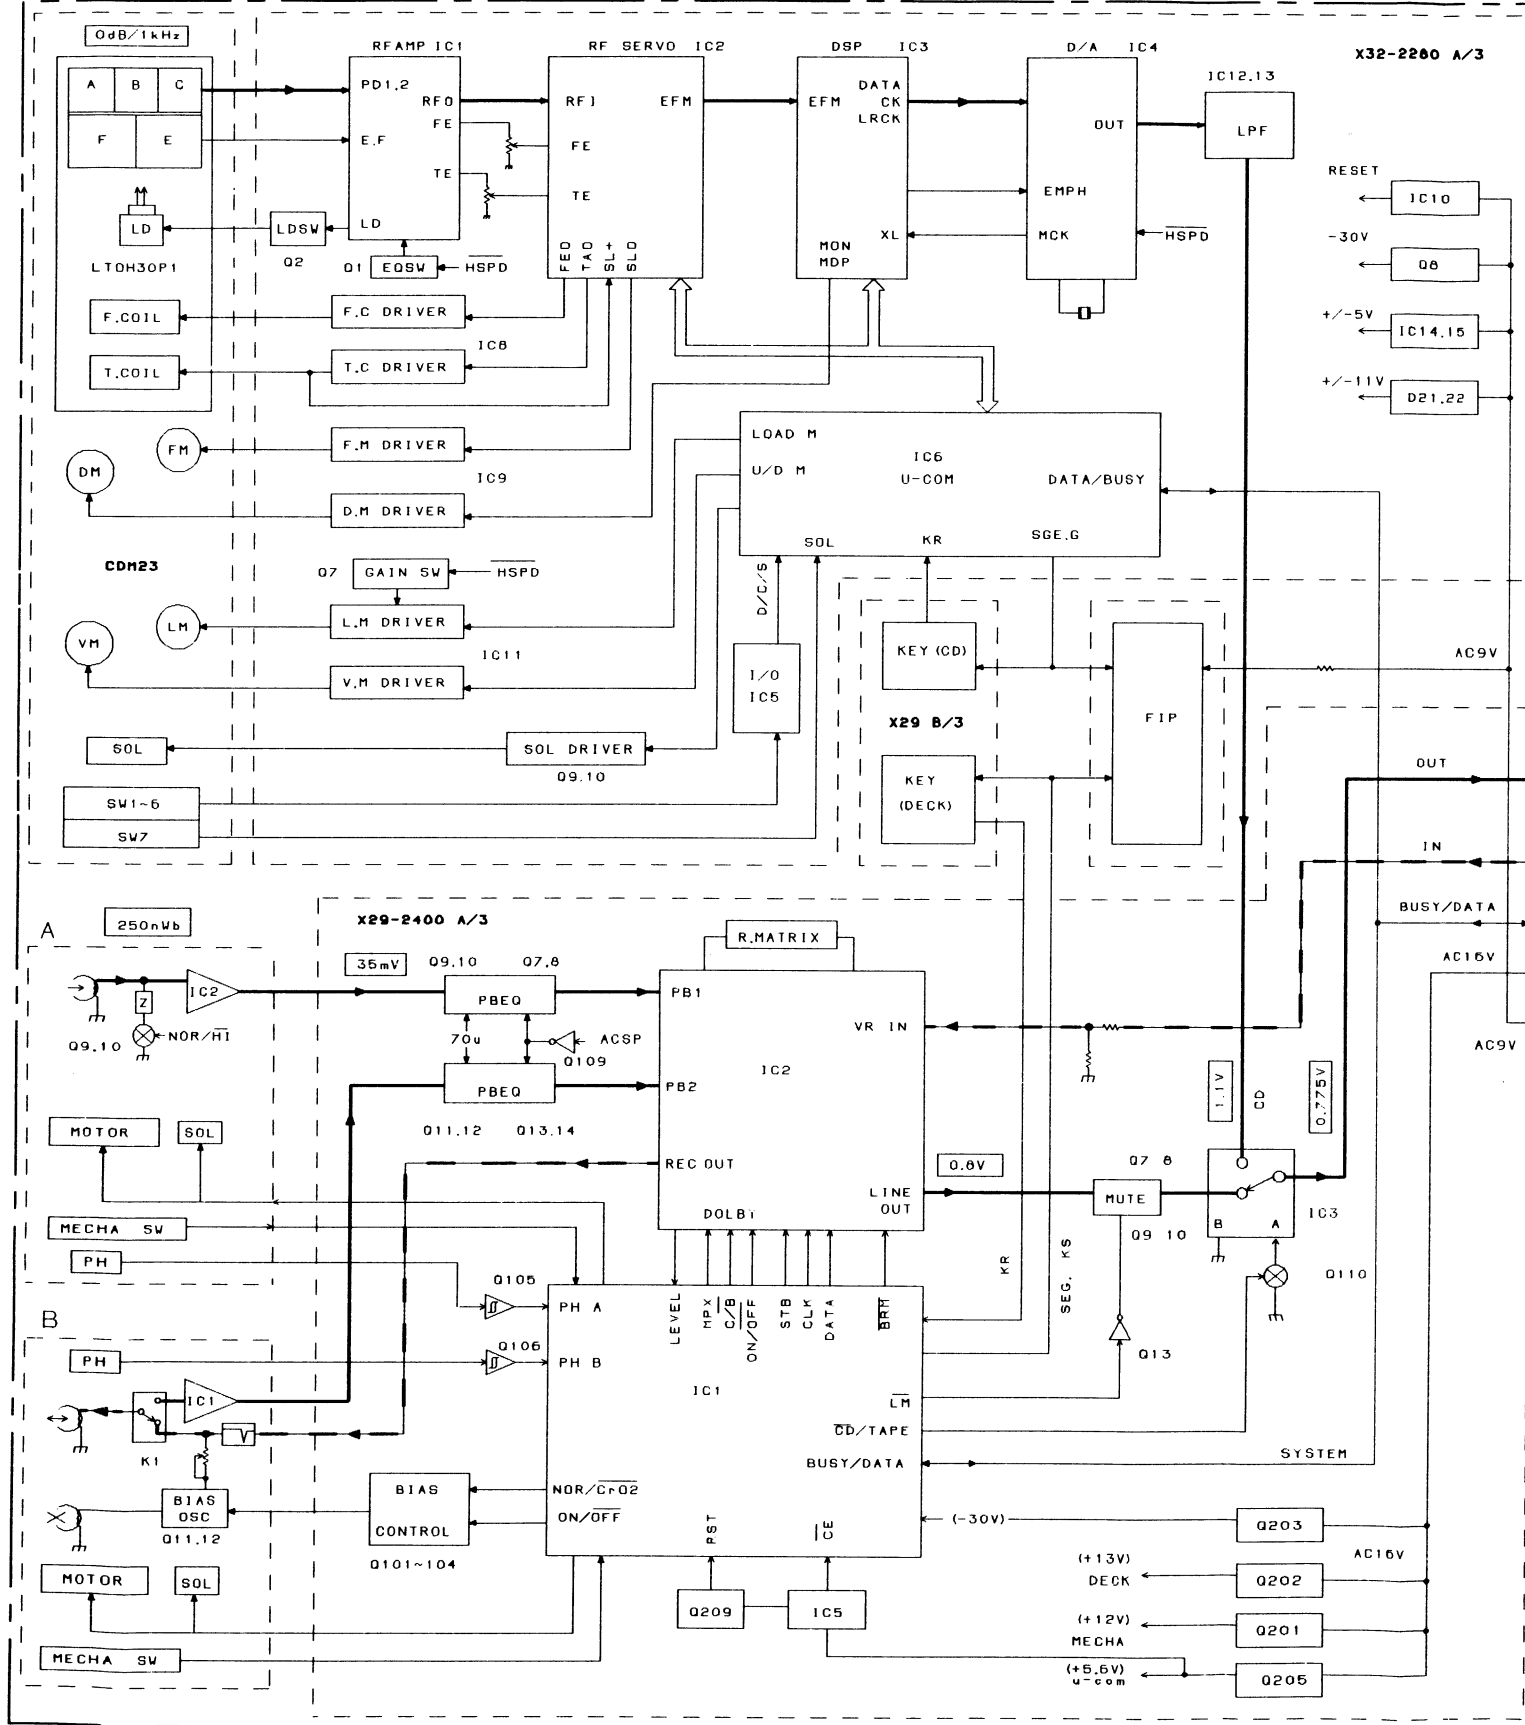 0dB/1kHz
RFAMP IC1
RF SERVO IC2
DSP IC3
D/A IC4
X32-2280 A/3
IC12,13
A B C
F E
PD1,2
RFO
FE
E,F
TE
LD
RFI
EFM
FE
TE
FED
TAO
SL+
SLO
EFM
DATA
CK
LRCK
XL
MON
MDP
OUT
EMPH
MCK
HSPD
LPF
RESET
IC10
-30V
Q8
+/-5V
IC14,15
+/-11V
D21,22
LD
LDSW
Q2
Q1
EQSW
HSPD
LTOH30P1
F.COIL
F.C DRIVER
IC8
T.COIL
T.C DRIVER
FM
F.M DRIVER
IC9
DM
D.M DRIVER
LOAD M
U/D M
IC6
U-COM
DATA/BUSY
SOL
KR
SGE,G
CDM23
Q7
GAIN SW
HSPD
D/C/S
LM
L.M DRIVER
IC11
VM
V.M DRIVER
I/O
IC5
KEY (CD)
X29 B/3
KEY
(DECK)
FIP
AC9V
SOL
SOL DRIVER
Q9,10
SW1~6
SW7
OUT
IN
BUSY/DATA
AC16V
AC9V
A
250nWb
X29-2400 A/3
35mV
Q9,10
Q7,8
R.MATRIX
IC2
Z
NOR/HI
Q9,10
PBEQ
70u
ACSP
Q109
PBEQ
Q11,12
Q13,14
PB1
VR IN
IC2
PB2
REC OUT
LINE
OUT
DOLBY
0.8V
1.1V
CD
0.775V
MOTOR
SOL
MECHA SW
PH
Q7 8
MUTE
Q9 10
IC3
B A
Q110
KR
SEG, KS
Q13
B
PH
Q105
Q106
PH A
PH B
LEVEL
MPX
C/B
ON/OFF
STB
CLK
DATA
BRM
IC1
LM
CD/TAPE
BUSY/DATA
SYSTEM
IC1
K1
BIAS
OSC
Q11,12
BIAS
CONTROL
Q101~104
NOR/CrO2
ON/OFF
RST
CE
(-30V)
Q203
AC16V
(+13V)
DECK
Q202
(+12V)
MECHA
Q201
(+5.6V)
u-com
Q205
MOTOR
SOL
MECHA SW
Q209
IC5